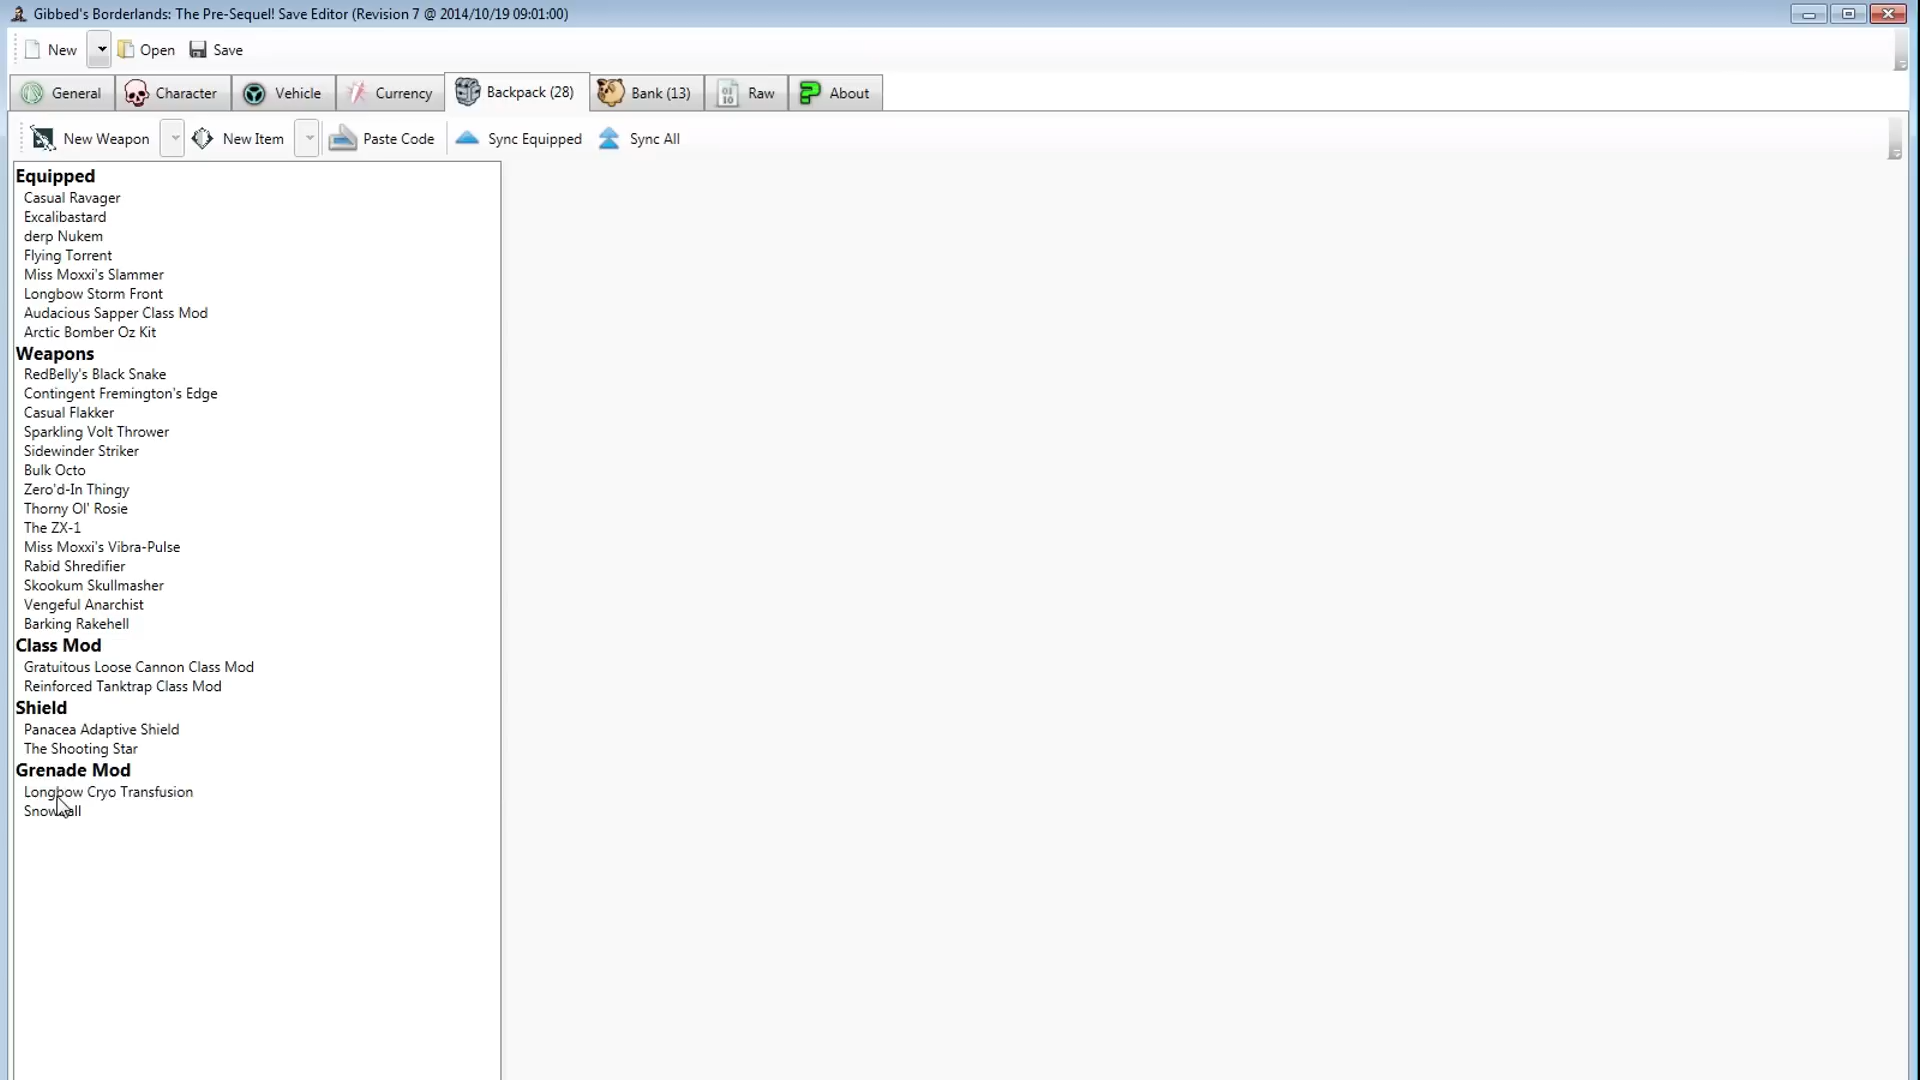 Gibbed's Borderlands: The Pre-Sequel! Save Editor (Revision 7 @ 2014/10/19 09:01:00)
New Open Save
General Character Vehicle Currency Backpack (28) Bank (13) Raw About
New Weapon New Item Paste Code Sync Equipped Sync All
Equipped
Casual Ravager
Excalibastard
derp Nukem
Flying Torrent
Miss Moxxi's Slammer
Longbow Storm Front
Audacious Sapper Class Mod
Arctic Bomber Oz Kit
Weapons
RedBelly's Black Snake
Contingent Fremington's Edge
Casual Flakker
Sparkling Volt Thrower
Sidewinder Striker
Bulk Octo
Zero'd-In Thingy
Thorny Ol' Rosie
The ZX-1
Miss Moxxi's Vibra-Pulse
Rabid Shredifier
Skookum Skullmasher
Vengeful Anarchist
Barking Rakehell
Class Mod
Gratuitous Loose Cannon Class Mod
Reinforced Tanktrap Class Mod
Shield
Panacea Adaptive Shield
The Shooting Star
Grenade Mod
Longbow Cryo Transfusion
Snowball